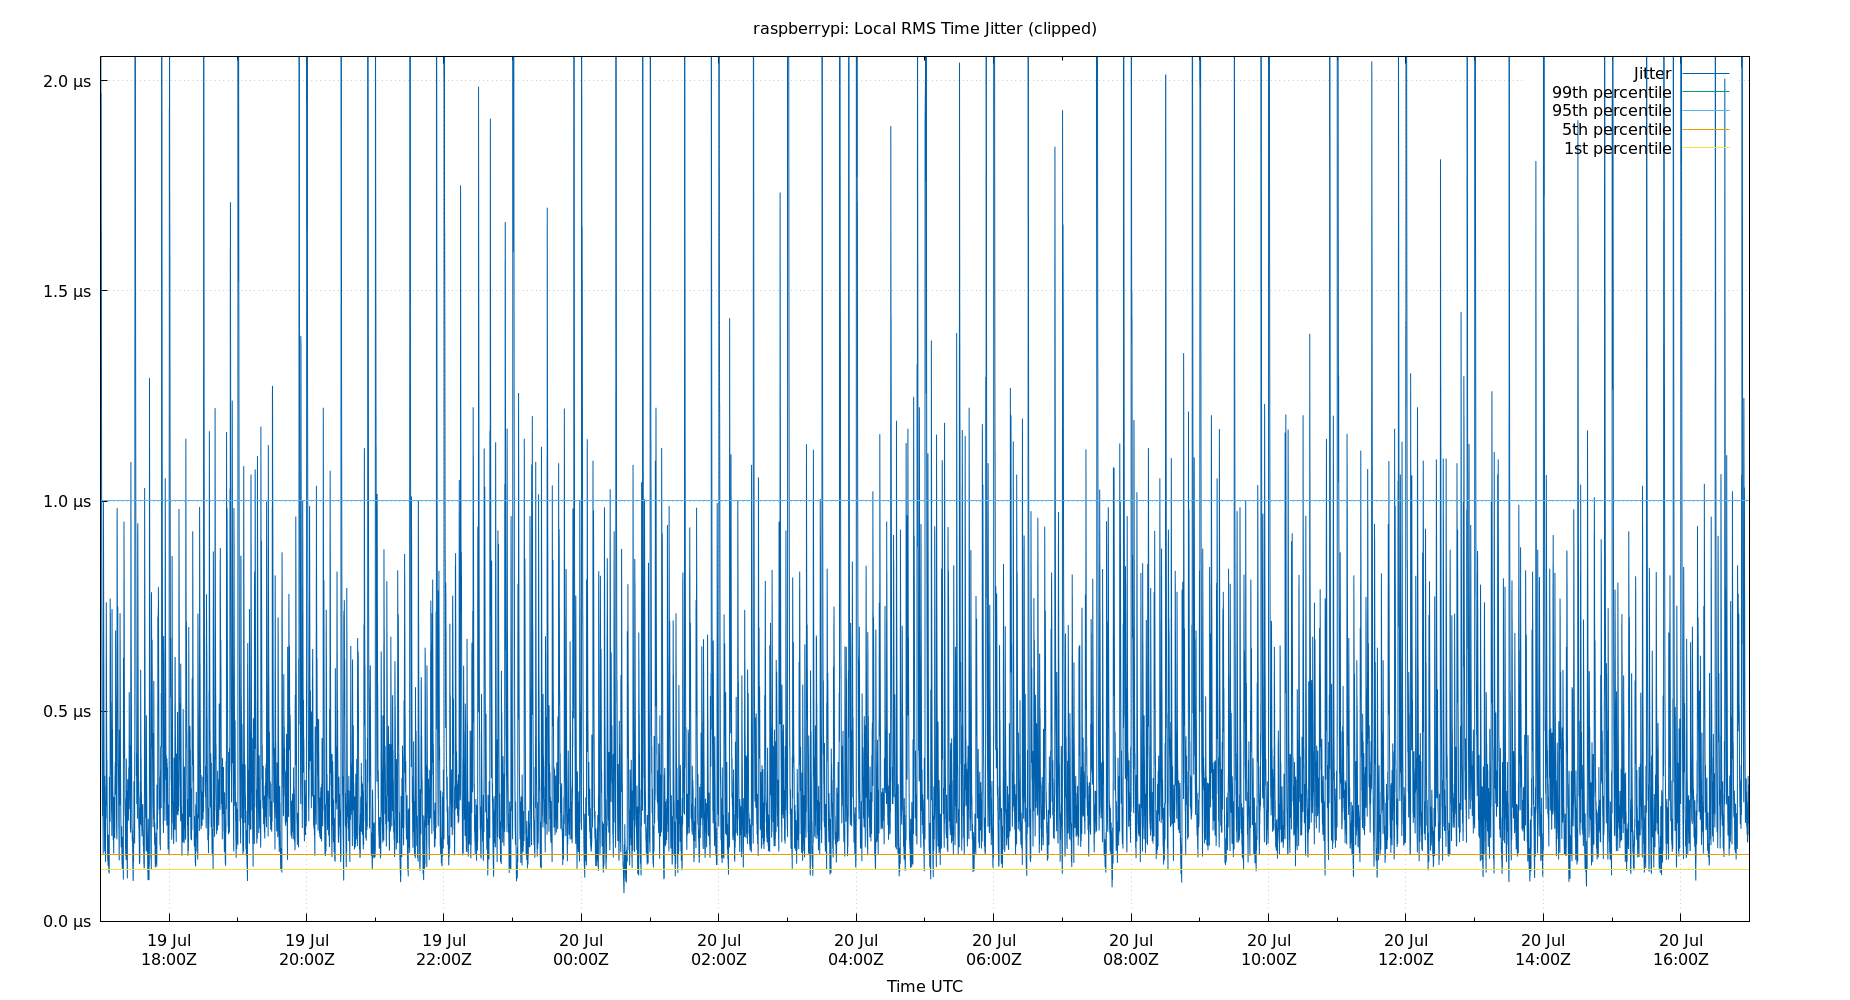 raspberrypi: Local RMS Time Jitter (clipped)
2.0 µs
1.5 µs
1.0 µs
0.5 µs
0.0 µs
Jitter
99th percentile
95th percentile
5th percentile
1st percentile
19 Jul 19 Jul 19 Jul 20 Jul 20 Jul 20 Jul 20 Jul 20 Jul 20 Jul 20 Jul 20 Jul 20 Jul
18:00Z 20:00Z 22:00Z 00:00Z 02:00Z 04:00Z 06:00Z 08:00Z 10:00Z 12:00Z 14:00Z 16:00Z
Time UTC